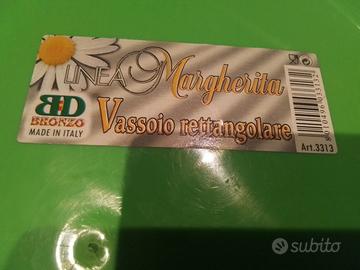 LINEA Margherita
BD
BRONZO
MADE IN ITALY
Vassoio rettangolare
Art.3313
subito